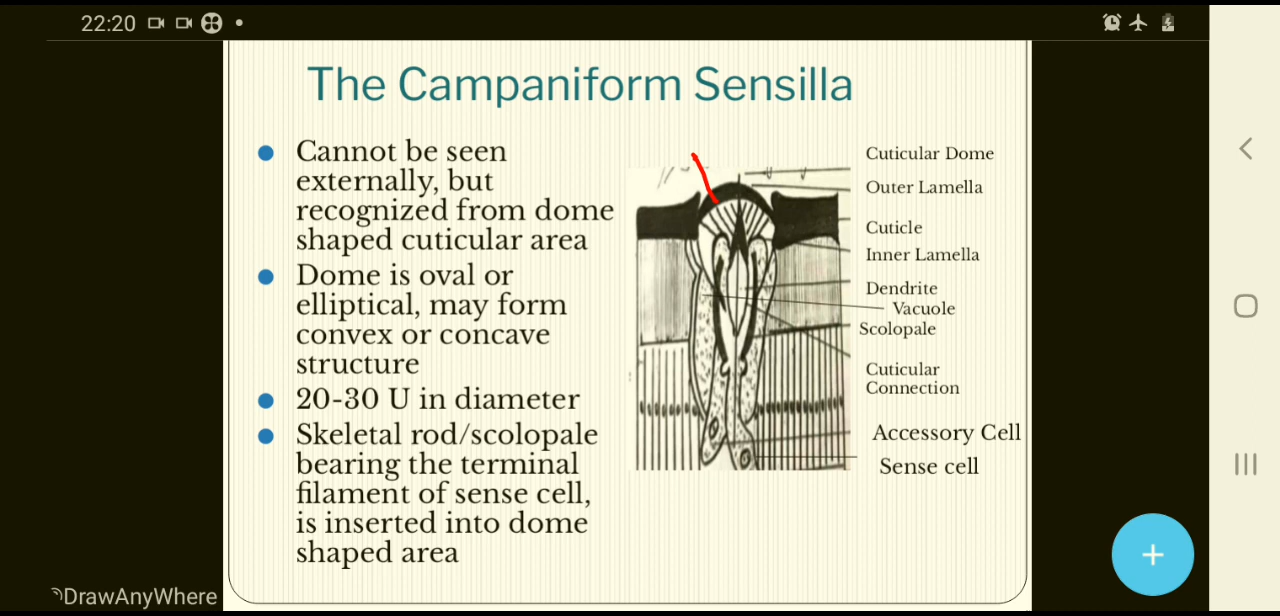 22:20
The Campaniform Sensilla
Cannot be seen
externally, but
recognized from dome
shaped cuticular area
Dome is oval or
elliptical, may form
convex or concave
structure
20-30 U in diameter
Skeletal rod/scolopale
bearing the terminal
filament of sense cell,
is inserted into dome
shaped area
Cuticular Dome
Outer Lamella
Cuticle
Inner Lamella
Dendrite
Vacuole
Scolopale
Cuticular
Connection
Accessory Cell
Sense cell
DrawAnyWhere